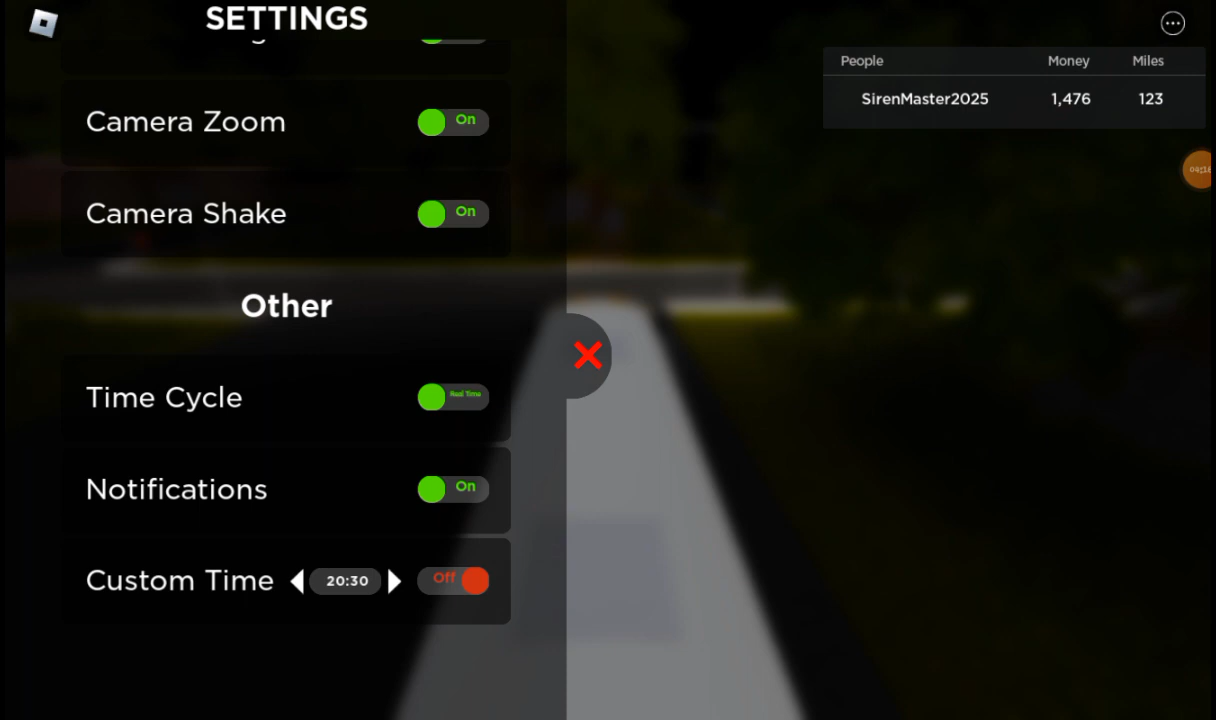 SETTINGS
People Money Miles
SirenMaster2025 1,476 123
Camera Zoom On
Camera Shake On
Other
Time Cycle Real Time
Notifications On
Custom Time 20:30 Off